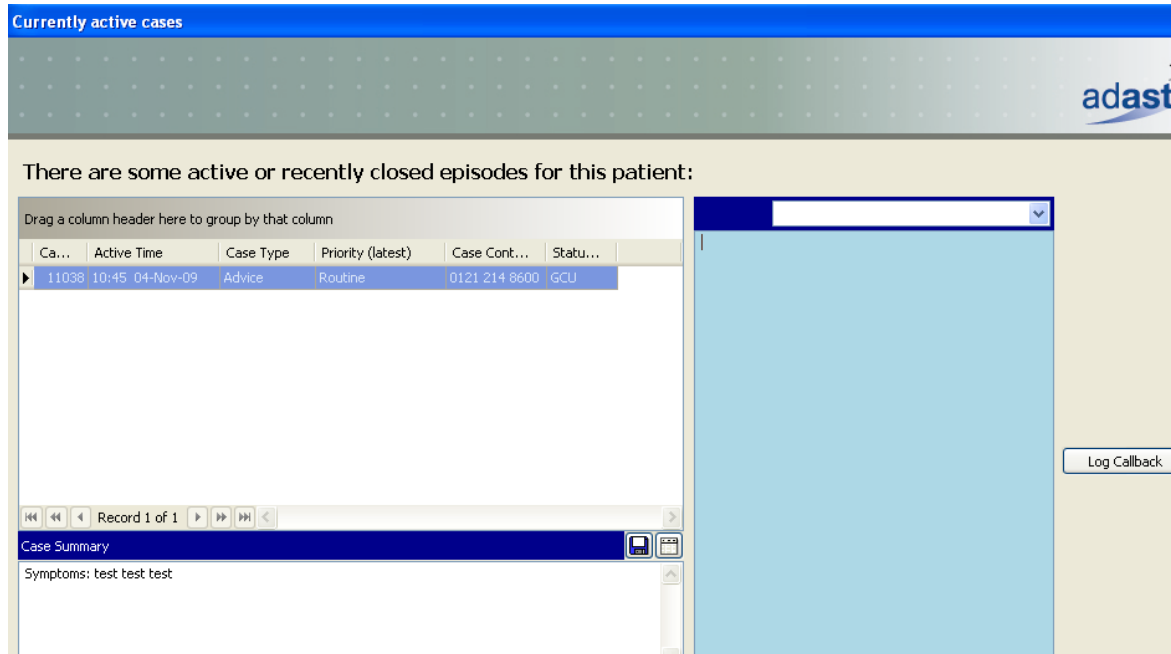 Currently active cases
adast
There are some active or recently closed episodes for this patient:
Drag a column header here to group by that column
Ca... Active Time Case Type Priority (latest) Case Cont... Statu...
11038 10:45 04-Nov-09 Advice Routine 0121 214 8600 GCU
Log Callback
Record 1 of 1
Case Summary
Symptoms: test test test